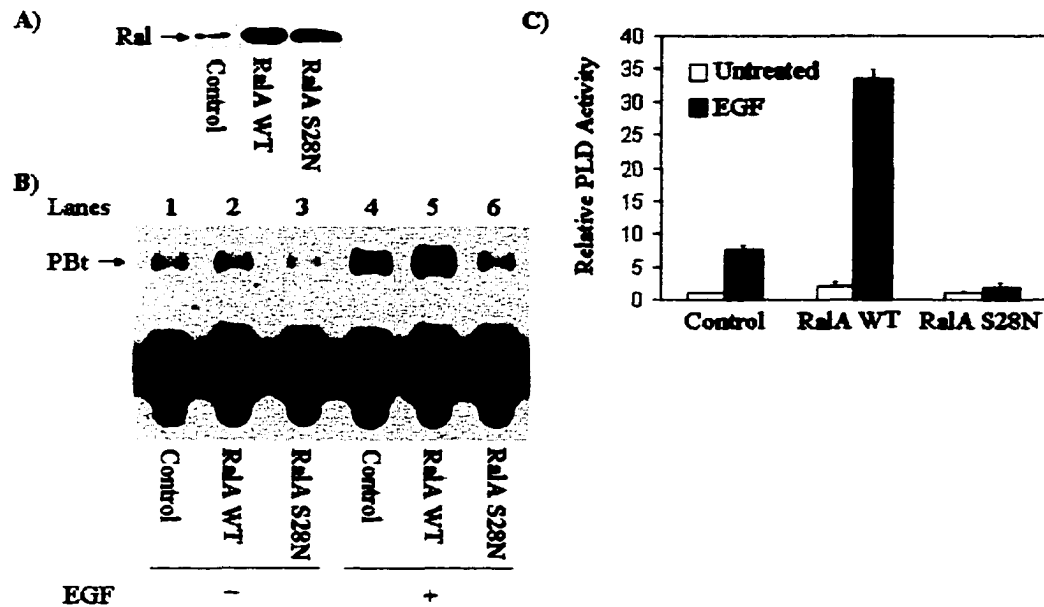 A)
Ral
Control
RalA WT
RalA S28N
B)
Lanes 1 2 3 4 5 6
PBt
Control
RalA WT
RalA S28N
Control
RalA WT
RalA S28N
EGF - +
C)
40
35
30
25
20
15
10
5
0
Relative PLD Activity
Untreated
EGF
Control RalA WT RalA S28N